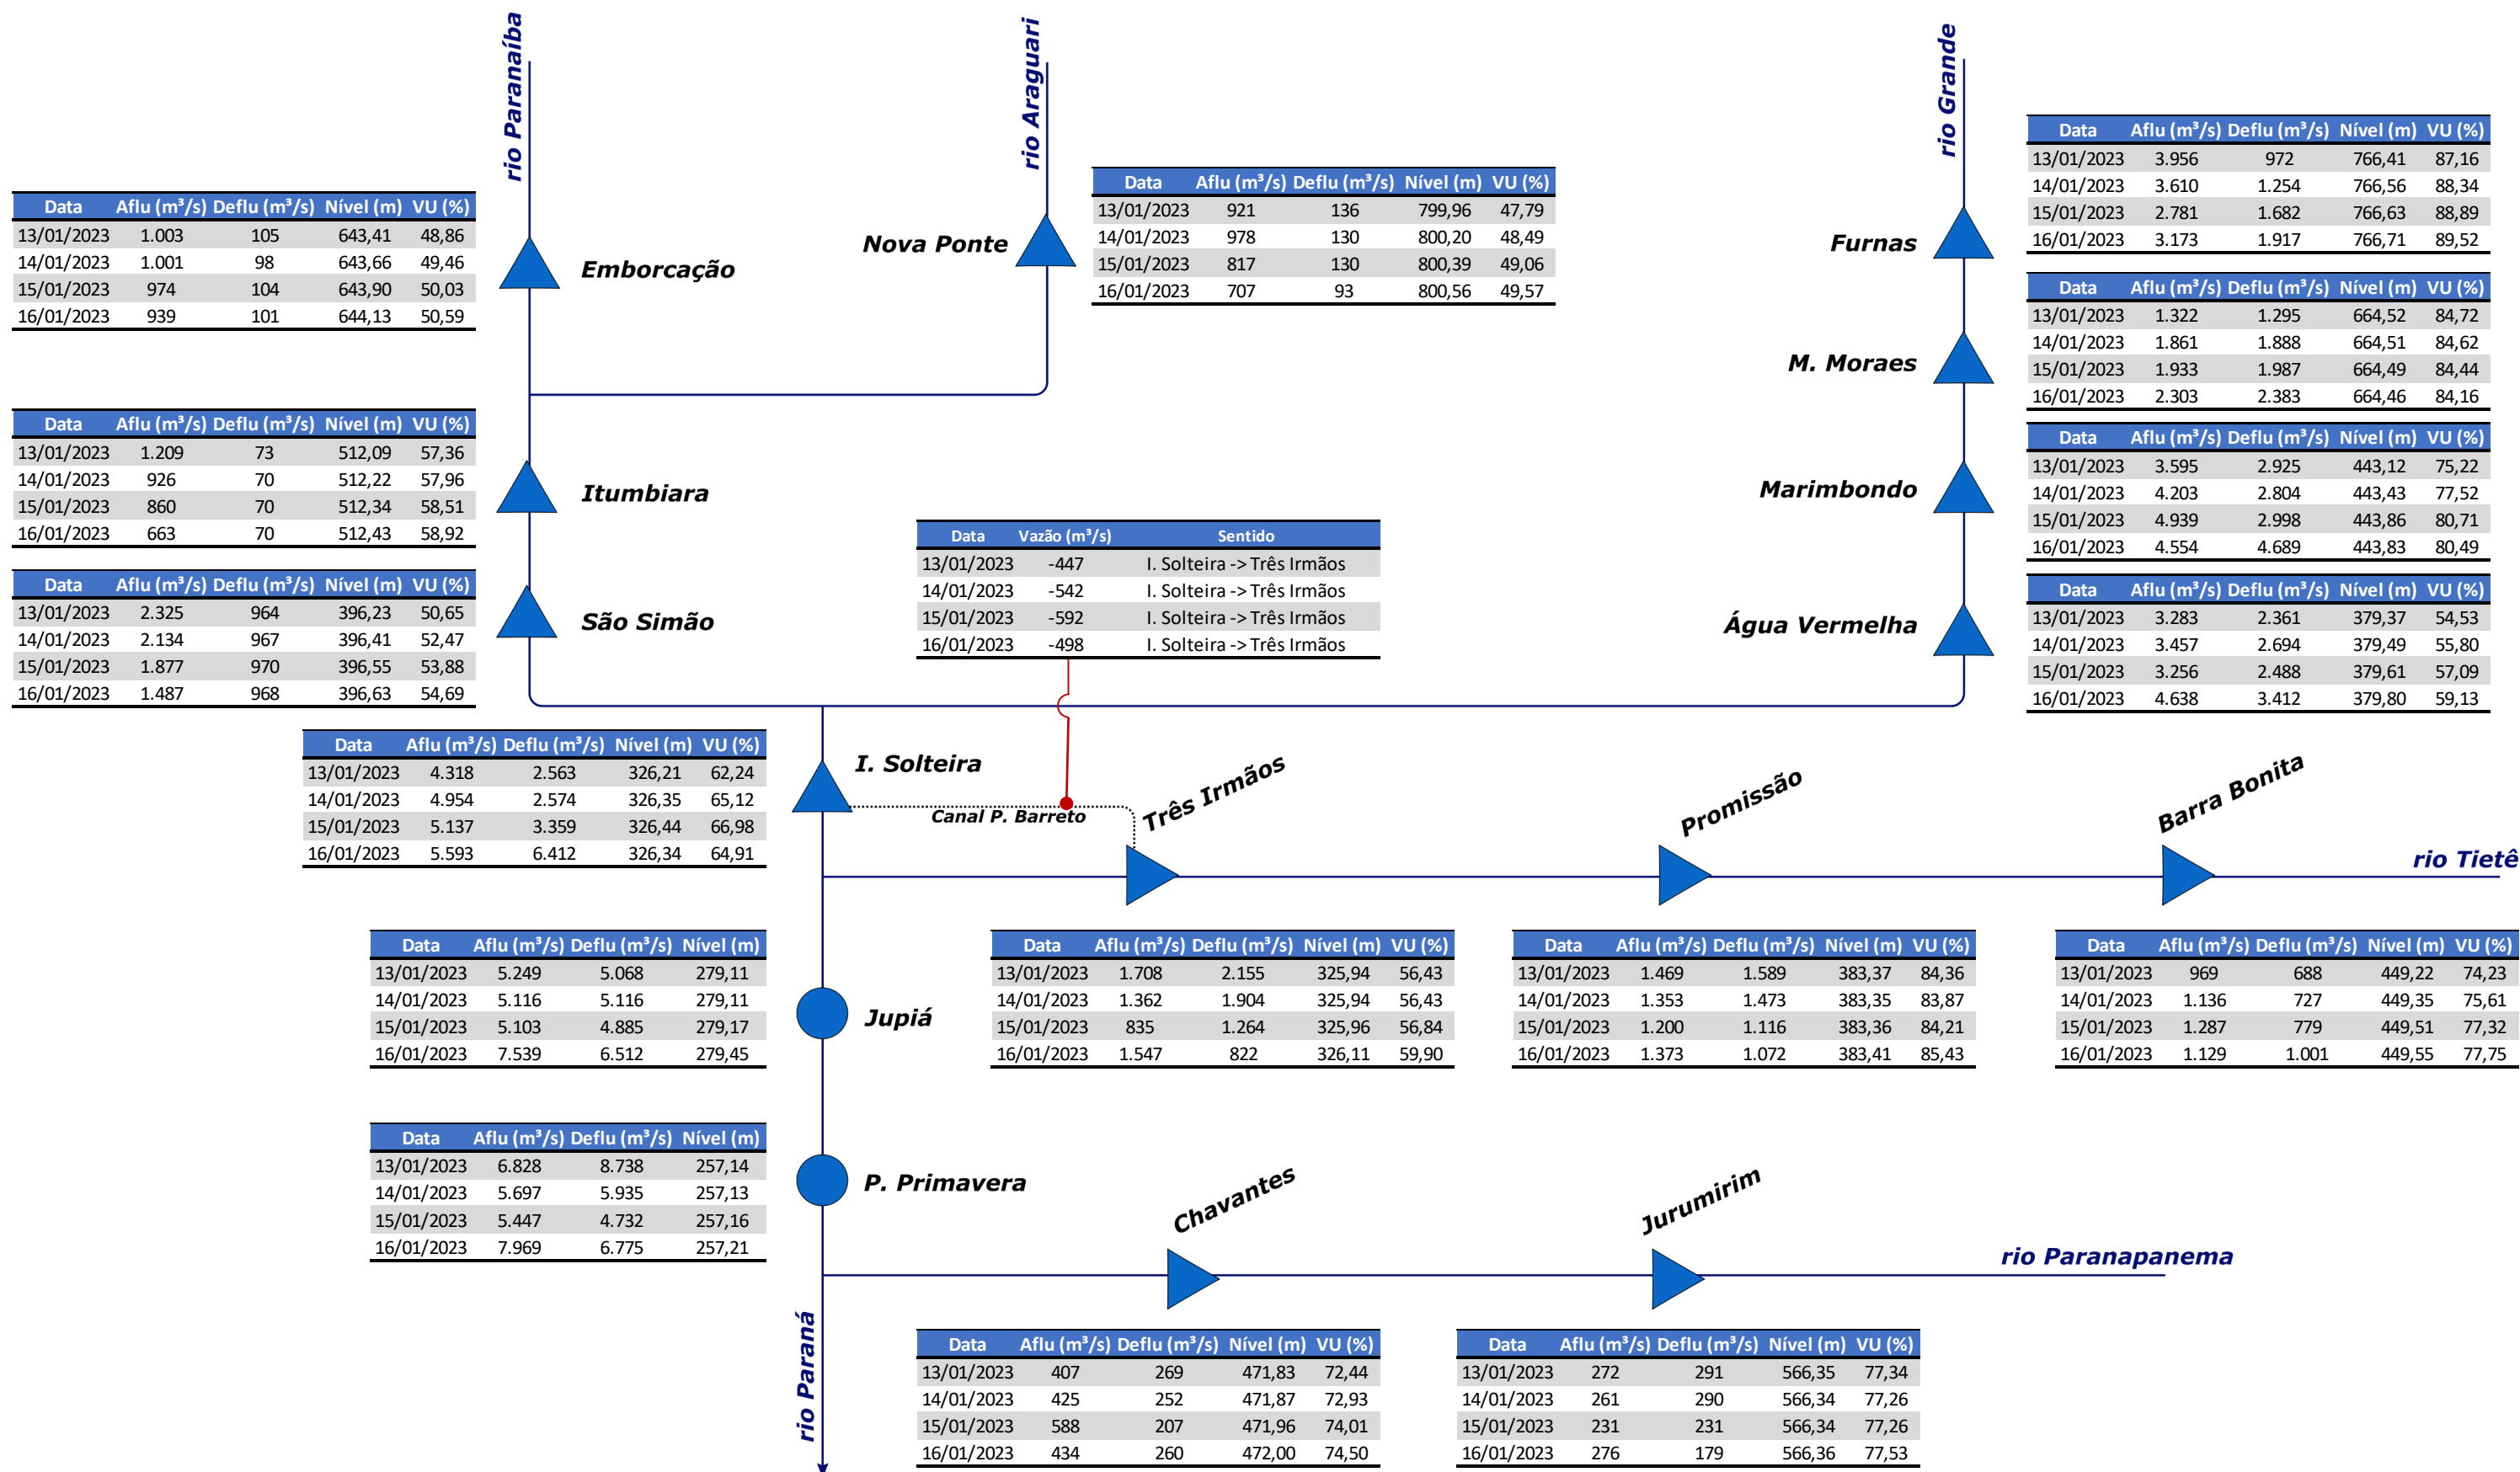 rio Paranaíba
rio Araguari
rio Grande
Data Aflu (m³/s) Deflu (m³/s) Nível (m) VU (%)
13/01/2023 1.003 105 643,41 48,86
14/01/2023 1.001 98 643,66 49,46
15/01/2023 974 104 643,90 50,03
16/01/2023 939 101 644,13 50,59
Emborcação
Nova Ponte
Data Aflu (m³/s) Deflu (m³/s) Nível (m) VU (%)
13/01/2023 921 136 799,96 47,79
14/01/2023 978 130 800,20 48,49
15/01/2023 817 130 800,39 49,06
16/01/2023 707 93 800,56 49,57
Furnas
Data Aflu (m³/s) Deflu (m³/s) Nível (m) VU (%)
13/01/2023 3.956 972 766,41 87,16
14/01/2023 3.610 1.254 766,56 88,34
15/01/2023 2.781 1.682 766,63 88,89
16/01/2023 3.173 1.917 766,71 89,52
M. Moraes
Data Aflu (m³/s) Deflu (m³/s) Nível (m) VU (%)
13/01/2023 1.322 1.295 664,52 84,72
14/01/2023 1.861 1.888 664,51 84,62
15/01/2023 1.933 1.987 664,49 84,44
16/01/2023 2.303 2.383 664,46 84,16
Data Aflu (m³/s) Deflu (m³/s) Nível (m) VU (%)
13/01/2023 1.209 73 512,09 57,36
14/01/2023 926 70 512,22 57,96
15/01/2023 860 70 512,34 58,51
16/01/2023 663 70 512,43 58,92
Itumbiara
Marimbondo
Data Aflu (m³/s) Deflu (m³/s) Nível (m) VU (%)
13/01/2023 3.595 2.925 443,12 75,22
14/01/2023 4.203 2.804 443,43 77,52
15/01/2023 4.939 2.998 443,86 80,71
16/01/2023 4.554 4.689 443,83 80,49
Data Vazão (m³/s) Sentido
13/01/2023 -447 I. Solteira -> Três Irmãos
14/01/2023 -542 I. Solteira -> Três Irmãos
15/01/2023 -592 I. Solteira -> Três Irmãos
16/01/2023 -498 I. Solteira -> Três Irmãos
Data Aflu (m³/s) Deflu (m³/s) Nível (m) VU (%)
13/01/2023 2.325 964 396,23 50,65
14/01/2023 2.134 967 396,41 52,47
15/01/2023 1.877 970 396,55 53,88
16/01/2023 1.487 968 396,63 54,69
São Simão
Água Vermelha
Data Aflu (m³/s) Deflu (m³/s) Nível (m) VU (%)
13/01/2023 3.283 2.361 379,37 54,53
14/01/2023 3.457 2.694 379,49 55,80
15/01/2023 3.256 2.488 379,61 57,09
16/01/2023 4.638 3.412 379,80 59,13
Data Aflu (m³/s) Deflu (m³/s) Nível (m) VU (%)
13/01/2023 4.318 2.563 326,21 62,24
14/01/2023 4.954 2.574 326,35 65,12
15/01/2023 5.137 3.359 326,44 66,98
16/01/2023 5.593 6.412 326,34 64,91
I. Solteira
Canal P. Barreto
Três Irmãos
Promissão
Barra Bonita
rio Tietê
Data Aflu (m³/s) Deflu (m³/s) Nível (m)
13/01/2023 5.249 5.068 279,11
14/01/2023 5.116 5.116 279,11
15/01/2023 5.103 4.885 279,17
16/01/2023 7.539 6.512 279,45
Jupiá
Data Aflu (m³/s) Deflu (m³/s) Nível (m) VU (%)
13/01/2023 1.708 2.155 325,94 56,43
14/01/2023 1.362 1.904 325,94 56,43
15/01/2023 835 1.264 325,96 56,84
16/01/2023 1.547 822 326,11 59,90
Data Aflu (m³/s) Deflu (m³/s) Nível (m) VU (%)
13/01/2023 1.469 1.589 383,37 84,36
14/01/2023 1.353 1.473 383,35 83,87
15/01/2023 1.200 1.116 383,36 84,21
16/01/2023 1.373 1.072 383,41 85,43
Data Aflu (m³/s) Deflu (m³/s) Nível (m) VU (%)
13/01/2023 969 688 449,22 74,23
14/01/2023 1.136 727 449,35 75,61
15/01/2023 1.287 779 449,51 77,32
16/01/2023 1.129 1.001 449,55 77,75
Data Aflu (m³/s) Deflu (m³/s) Nível (m)
13/01/2023 6.828 8.738 257,14
14/01/2023 5.697 5.935 257,13
15/01/2023 5.447 4.732 257,16
16/01/2023 7.969 6.775 257,21
P. Primavera
Chavantes
Jurumirim
rio Paranapanema
rio Paraná
Data Aflu (m³/s) Deflu (m³/s) Nível (m) VU (%)
13/01/2023 407 269 471,83 72,44
14/01/2023 425 252 471,87 72,93
15/01/2023 588 207 471,96 74,01
16/01/2023 434 260 472,00 74,50
Data Aflu (m³/s) Deflu (m³/s) Nível (m) VU (%)
13/01/2023 272 291 566,35 77,34
14/01/2023 261 290 566,34 77,26
15/01/2023 231 231 566,34 77,26
16/01/2023 276 179 566,36 77,53